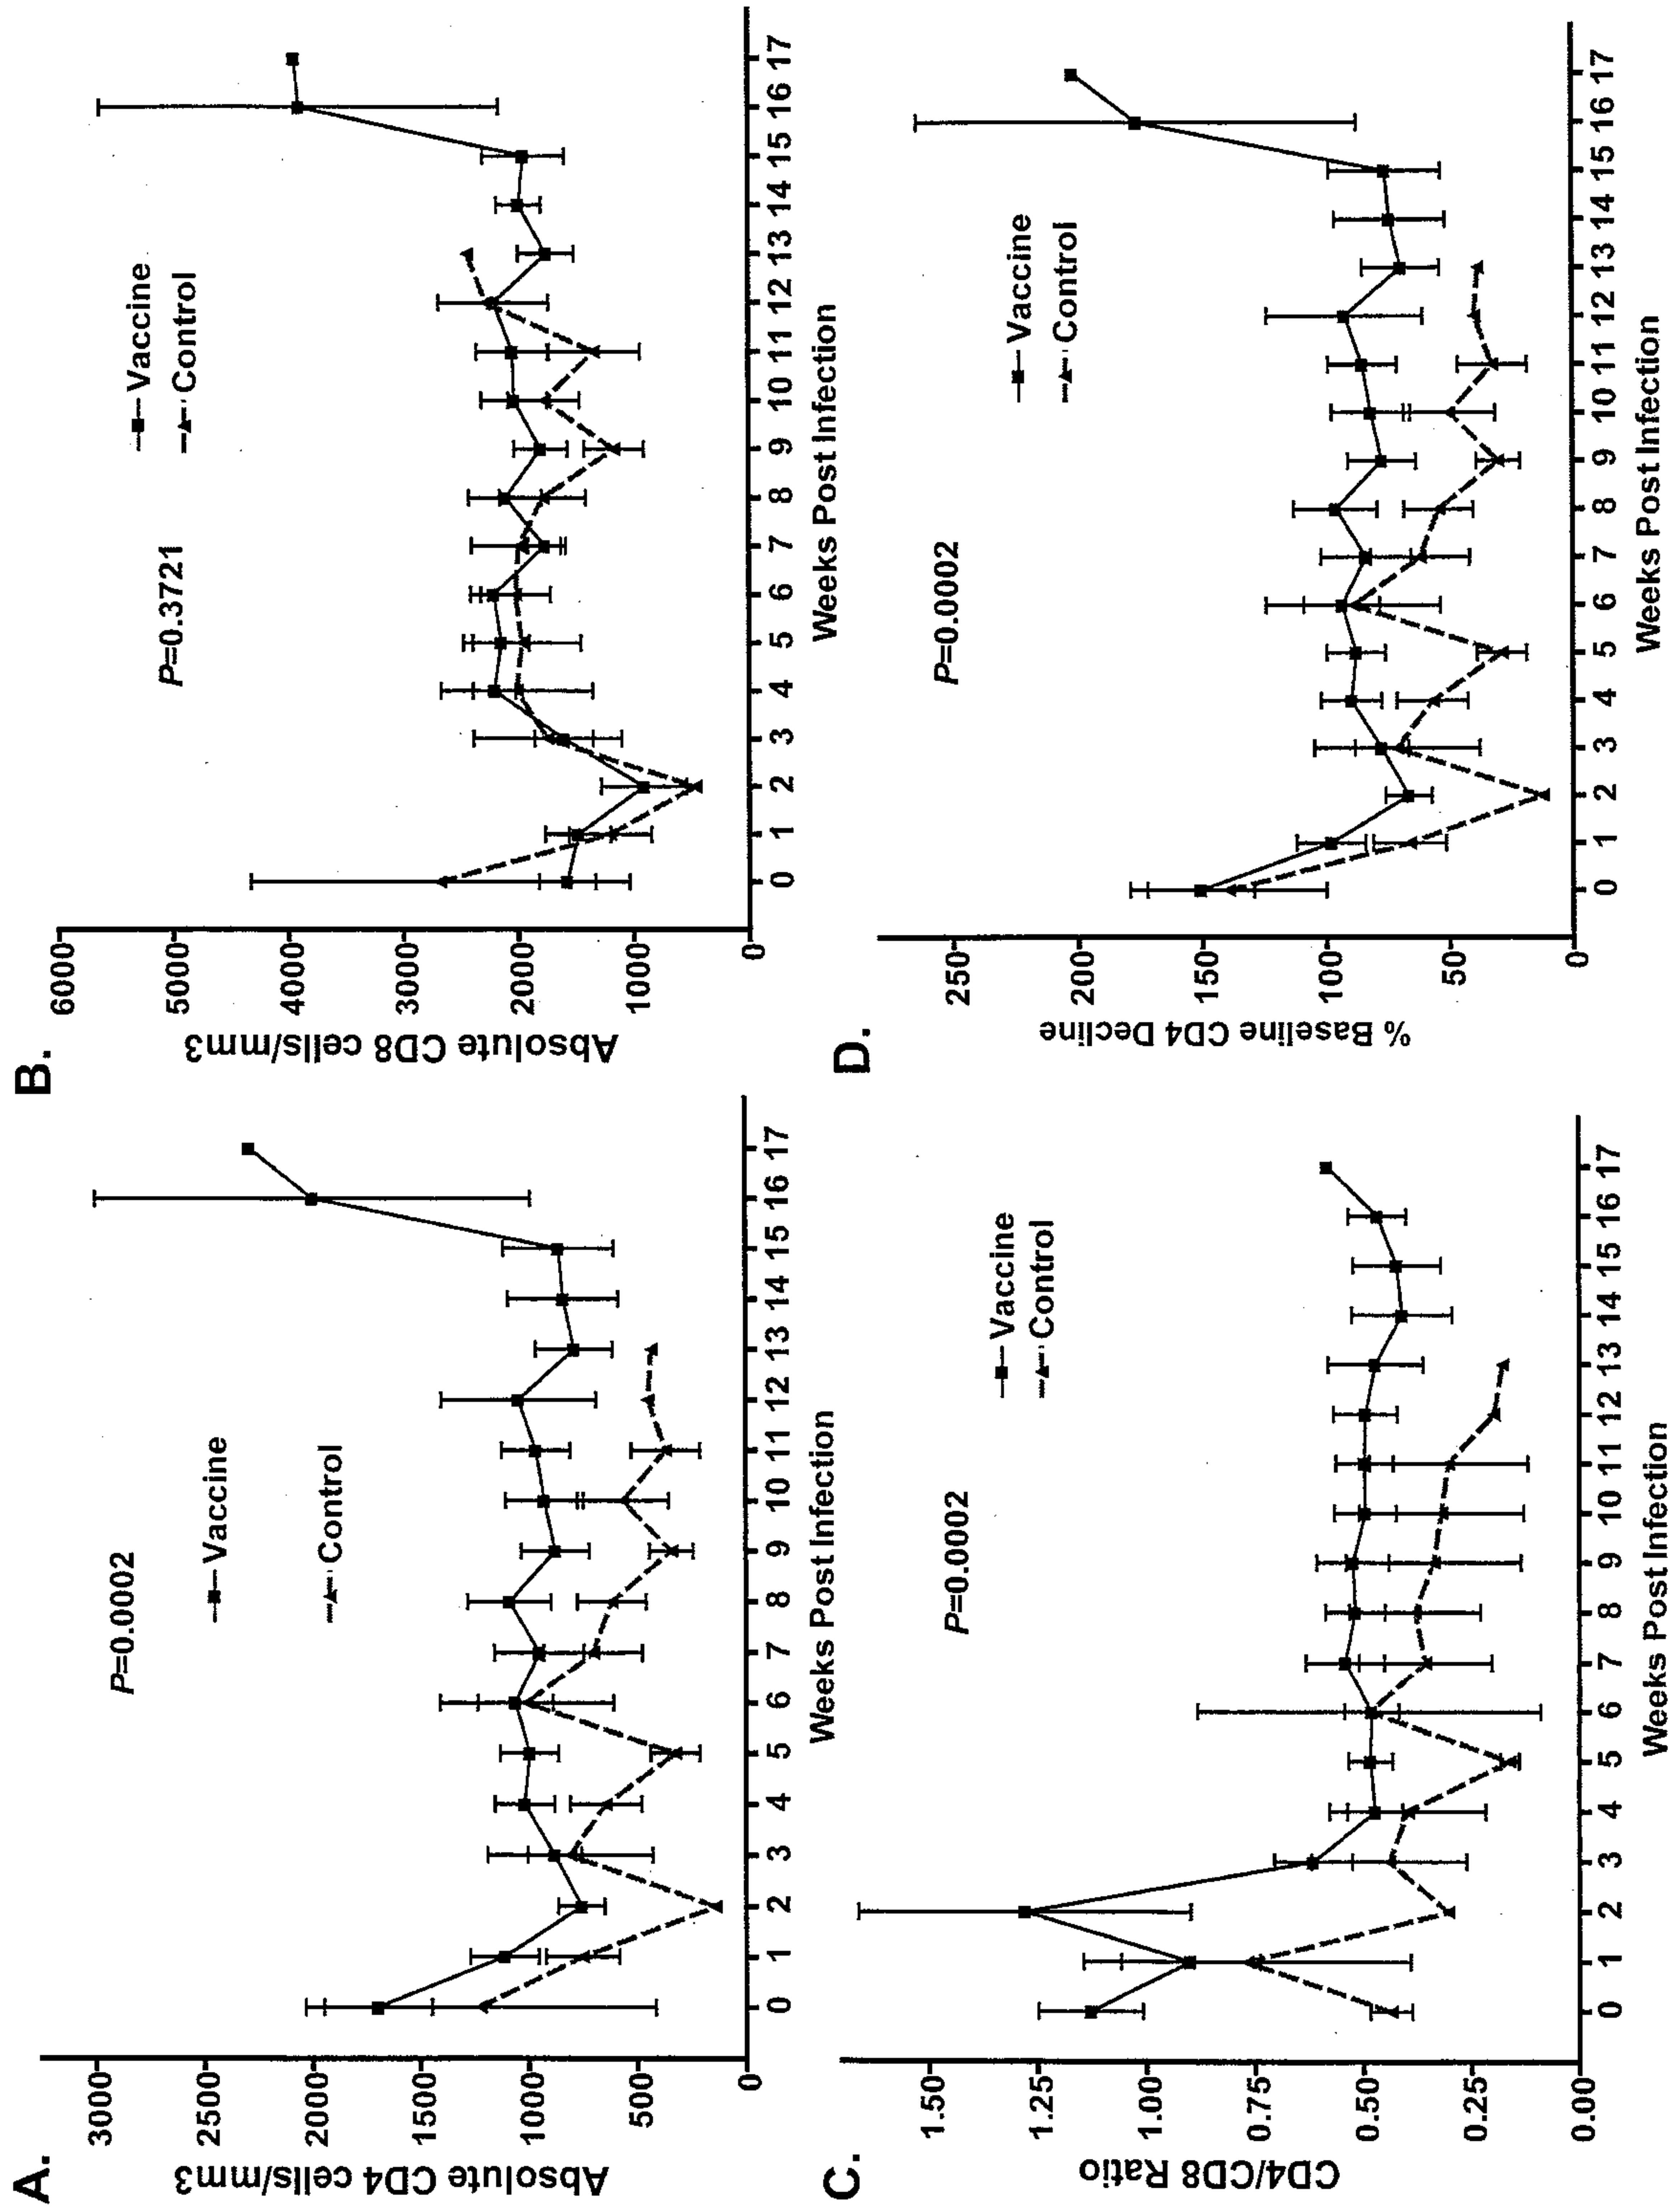 A.
Absolute CD4 cells/mm3
3000
2500
2000
1500
1000
500
0
P=0.0002
Vaccine
Control
0 1 2 3 4 5 6 7 8 9 10 11 12 13 14 15 16 17
Weeks Post Infection
B.
Absolute CD8 cells/mm3
6000
5000
4000
3000
2000
1000
0
P=0.3721
Vaccine
Control
0 1 2 3 4 5 6 7 8 9 10 11 12 13 14 15 16 17
Weeks Post Infection
C.
CD4/CD8 Ratio
1.50
1.25
1.00
0.75
0.50
0.25
0.00
P=0.0002
Vaccine
Control
0 1 2 3 4 5 6 7 8 9 10 11 12 13 14 15 16 17
Weeks Post Infection
D.
% Baseline CD4 Decline
250
200
150
100
50
0
P=0.0002
Vaccine
Control
0 1 2 3 4 5 6 7 8 9 10 11 12 13 14 15 16 17
Weeks Post Infection